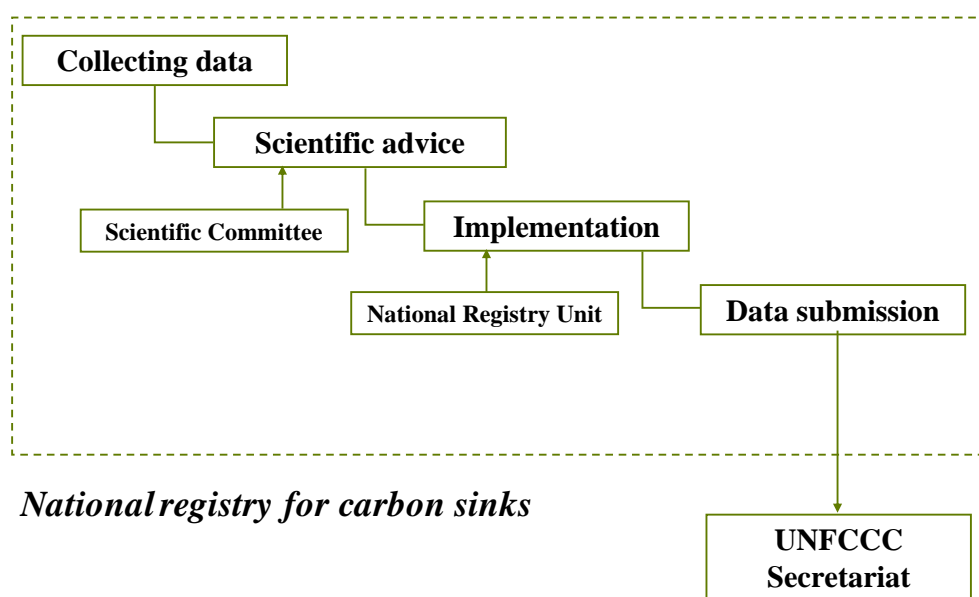 Collecting data
Scientific advice
Scientific Committee
Implementation
National Registry Unit
Data submission
National registry for carbon sinks
UNFCCC
Secretariat